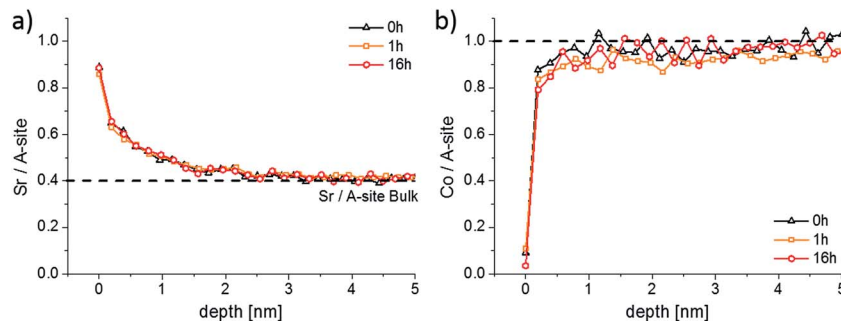 a)
0h
1h
16h
Sr / A-site
1.0
0.8
0.6
0.4
0.2
0.0
Sr / A-site Bulk
0 1 2 3 4 5
depth [nm]
b)
Co / A-site
1.0
0.8
0.6
0.4
0.2
0.0
0h
1h
16h
0 1 2 3 4 5
depth [nm]